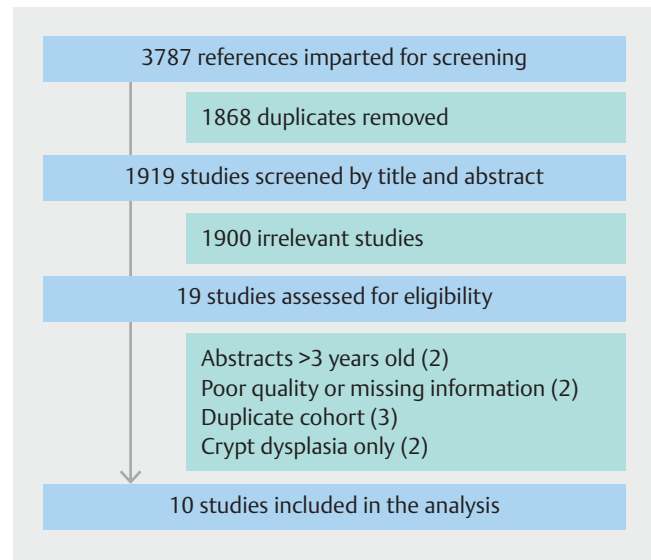 3787 references imparted for screening
1868 duplicates removed
1919 studies screened by title and abstract
1900 irrelevant studies
19 studies assessed for eligibility
Abstracts >3 years old (2)
Poor quality or missing information (2)
Duplicate cohort (3)
Crypt dysplasia only (2)
10 studies included in the analysis